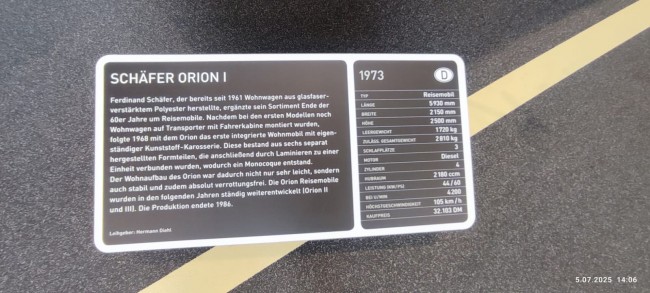 SCHÄFER ORION I
Ferdinand Schäfer, der bereits seit 1961 Wohnwagen aus glasfaser-
verstärktem Polyester herstellte, ergänzte sein Sortiment Ende der
60er Jahre um Reisemobile. Nachdem bei den ersten Modellen noch
Wohnwagen auf Transporter mit Fahrerkabine montiert wurden,
folgte 1968 mit dem Orion das erste integrierte Wohnmobil mit eigen-
ständiger Kunststoff-Karosserie. Diese bestand aus sechs separat
hergestellten Formteilen, die anschließend durch Laminieren zu einer
Einheit verbunden wurden, wodurch ein Monocoque entstand.
Der Wohnaufbau des Orion war dadurch nicht nur sehr leicht, sondern
auch stabil und zudem absolut verrottungsfrei. Die Orion Reisemobile
wurden in den folgenden Jahren ständig weiterentwickelt (Orion II
und III). Die Produktion endete 1986.
Leihgeber: Hermann Diehl
1973 D
TYP Reisemobil
LÄNGE 5930 mm
BREITE 2150 mm
HÖHE 2500 mm
LEERGEWICHT 1720 kg
ZULÄSS. GESAMTGEWICHT 2810 kg
SCHLAFPLÄTZE 3
MOTOR Diesel
ZYLINDER 4
HUBRAUM 2180 ccm
LEISTUNG (KW/PS) 44/60
BEI U/MIN 4200
HÖCHSTGESCHWINDIGKEIT 105 km/h
KAUFPREIS 32.103 DM
5.07.2025 14:06